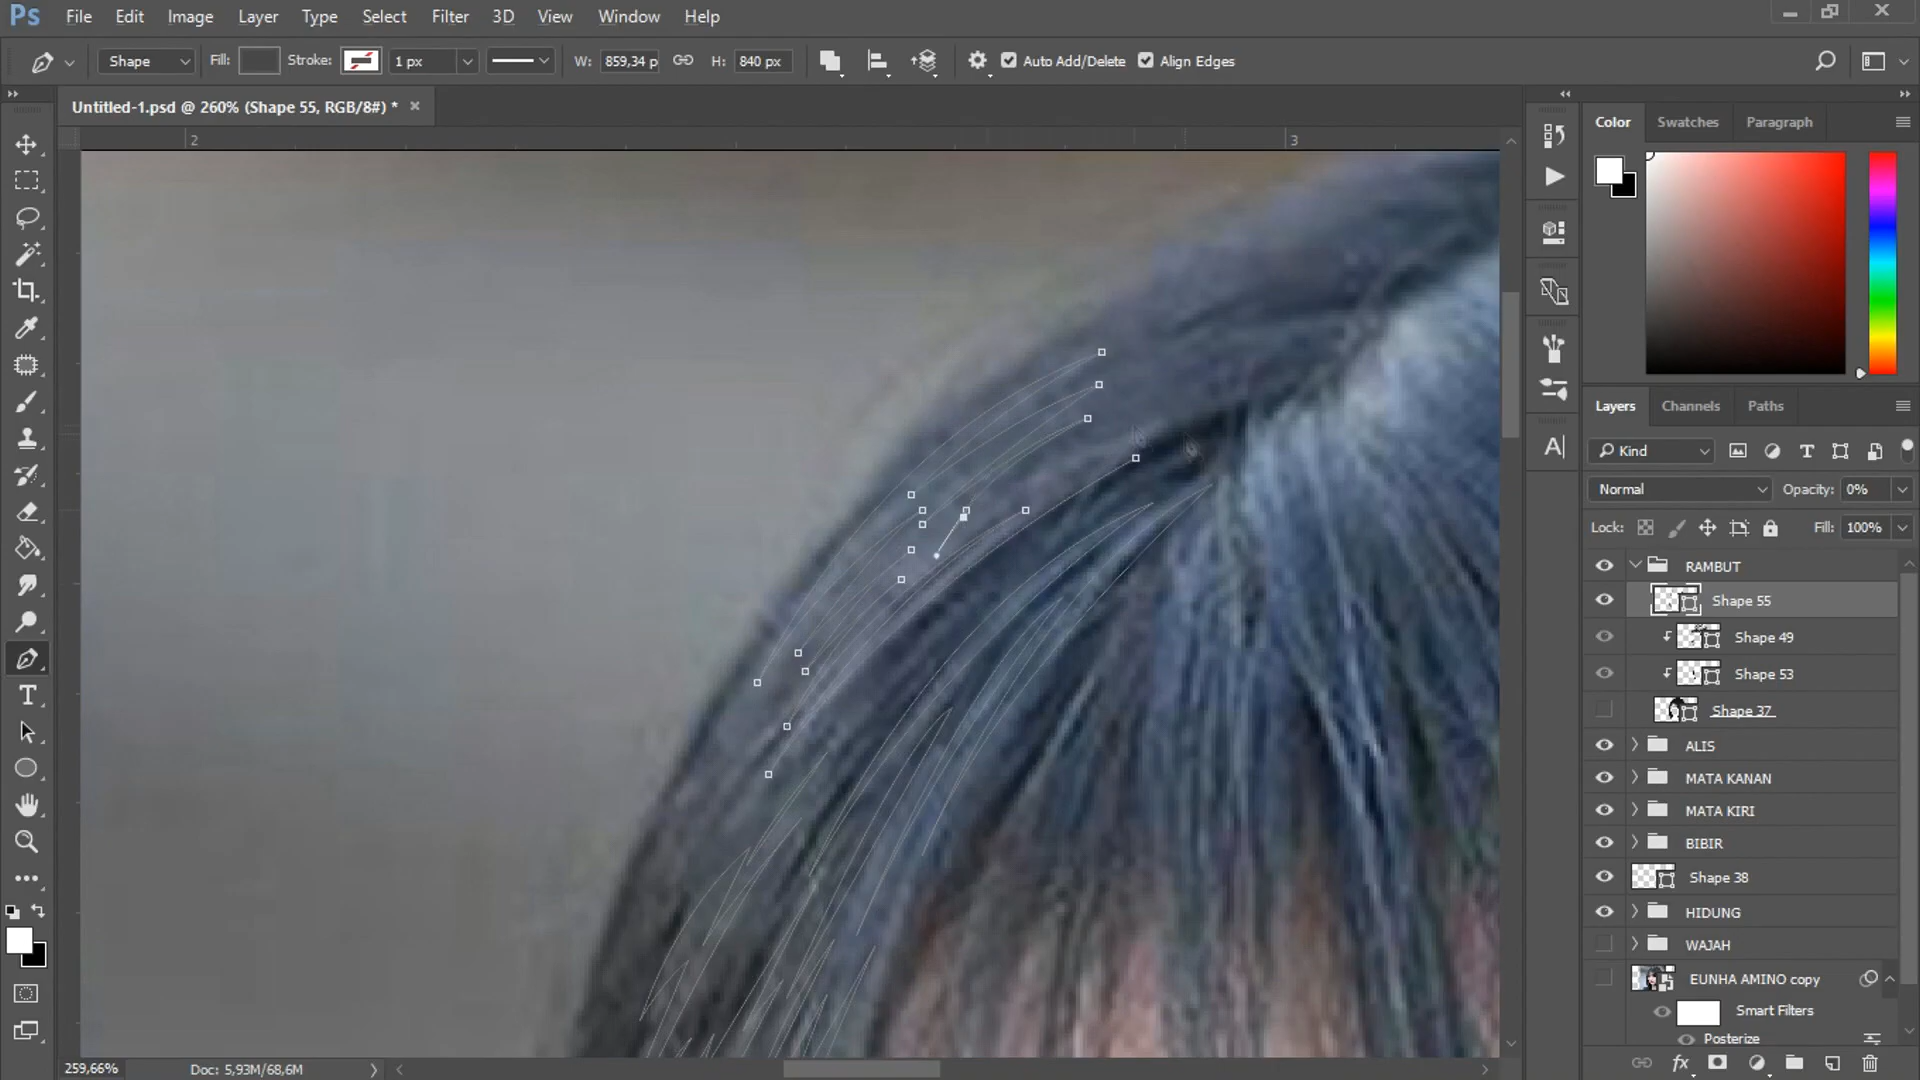 Ps File Edit Image Layer Type Select Filter 3D View Window Help
Shape Fill: Stroke: 1 px W: 859,34 p H: 840 px Auto Add/Delete Align Edges
Untitled-1.psd @ 260% (Shape 55, RGB/8#) *
2 3
Color Swatches Paragraph
Layers Channels Paths
Kind
Normal Opacity: 0%
Lock: Fill: 100%
RAMBUT
Shape 55
Shape 49
Shape 53
Shape 37
ALIS
MATA KANAN
MATA KIRI
BIBIR
Shape 38
HIDUNG
WAJAH
EUNHA AMINO copy
Smart Filters
Posterize
259,66% Doc: 5,93M/68,6M